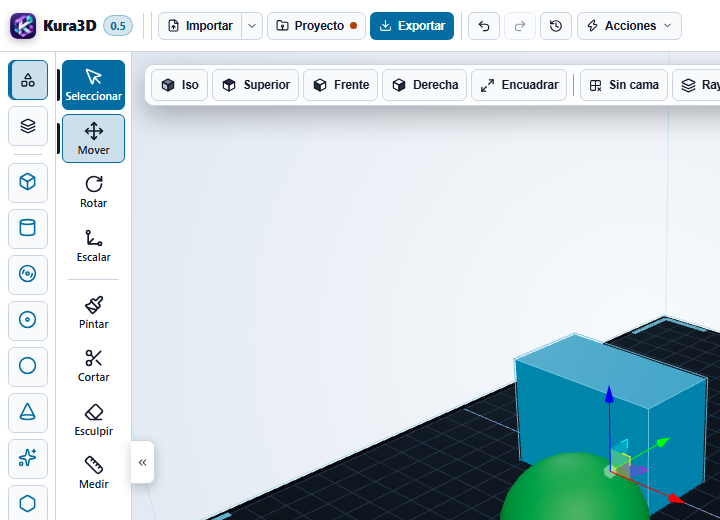 Kura3D 0.5 Importar Proyecto Exportar Acciones
Iso Superior Frente Derecha Encuadrar Sin cama
Seleccionar
Mover
Rotar
Escalar
Pintar
Cortar
Esculpir
Medir